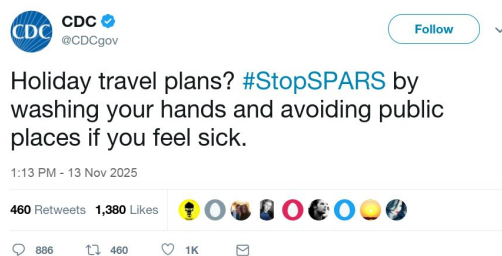 CDC
CDC
@CDCgov
Follow
Holiday travel plans? #StopSPARS by
washing your hands and avoiding public
places if you feel sick.
1:13 PM - 13 Nov 2025
460 Retweets 1,380 Likes
886 460 1K